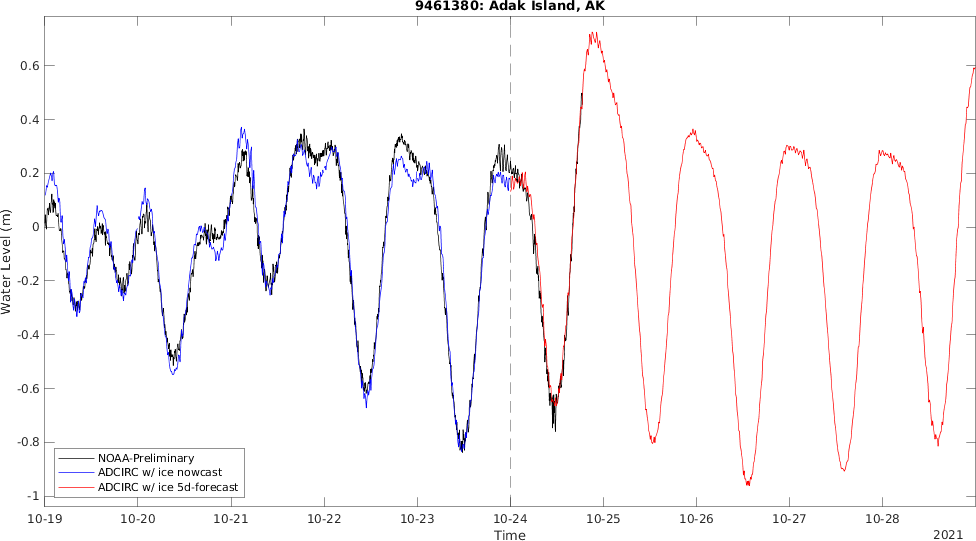 9461380: Adak Island, AK
Water Level (m)
0.6
0.4
0.2
0
-0.2
-0.4
-0.6
-0.8
-1
NOAA-Preliminary
ADCIRC w/ ice nowcast
ADCIRC w/ ice 5d-forecast
10-19 10-20 10-21 10-22 10-23 10-24 10-25 10-26 10-27 10-28
Time
2021